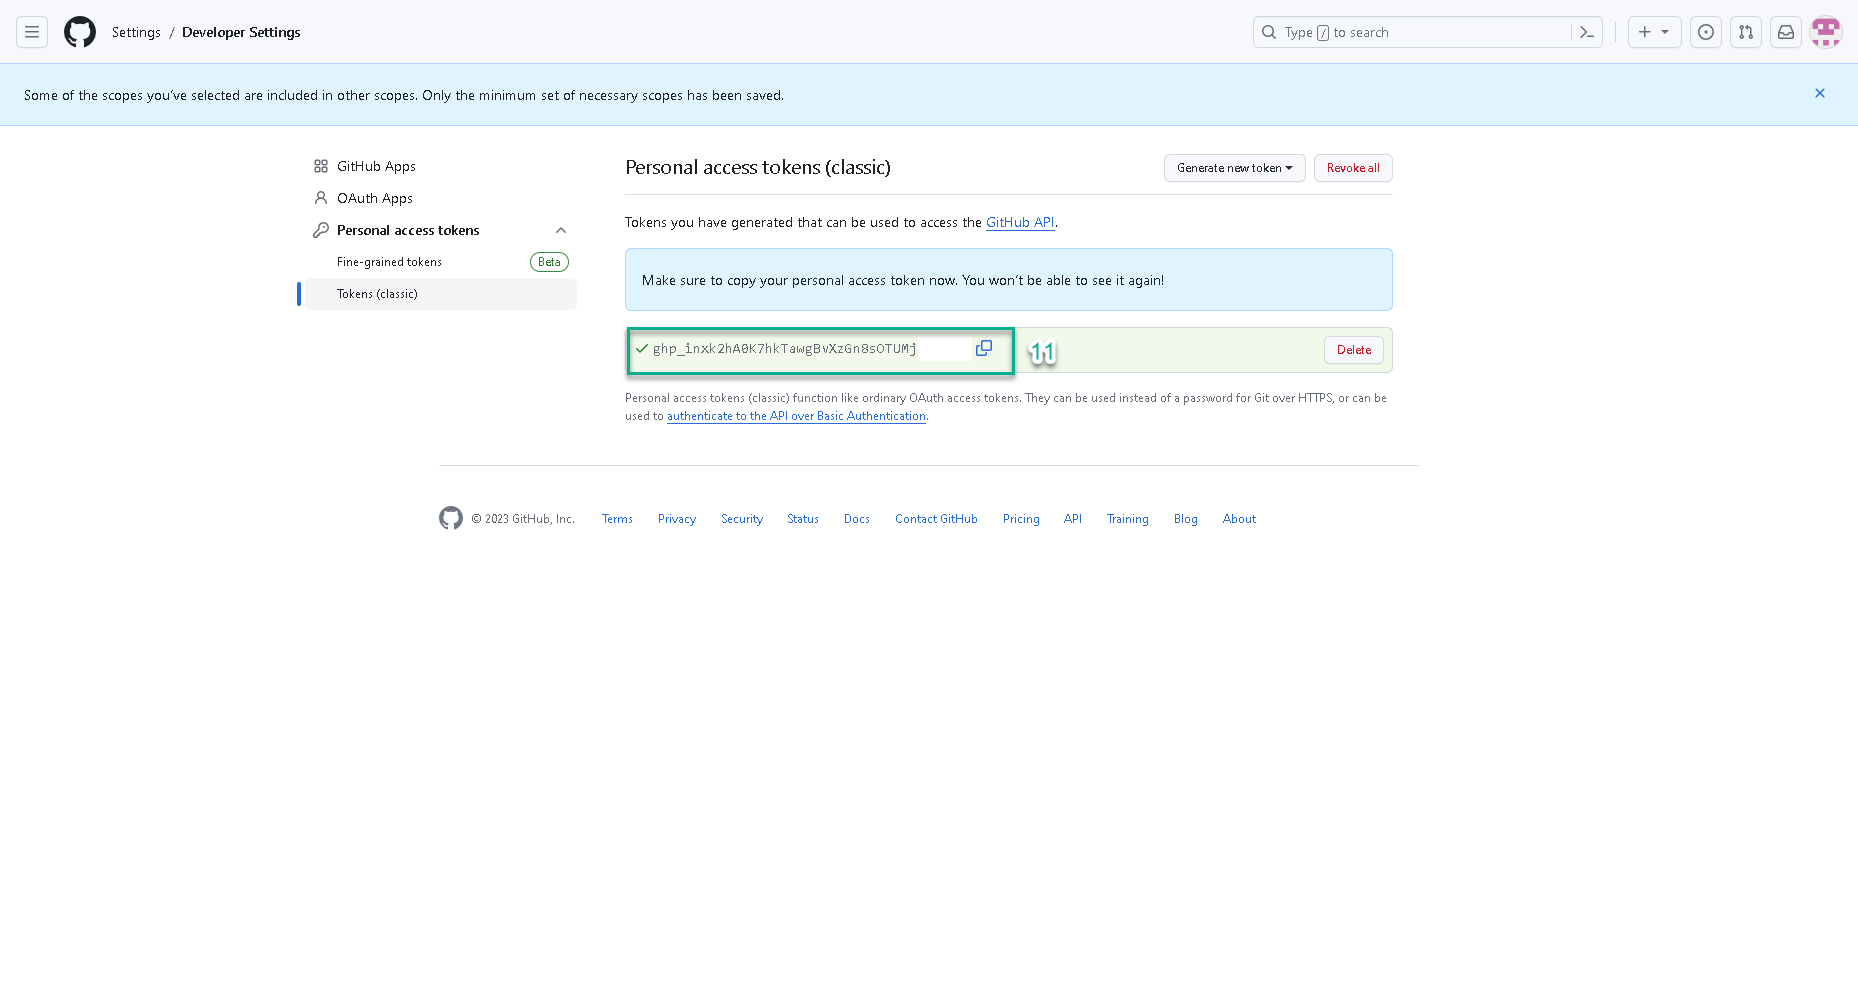 Settings / Developer Settings
Type / to search
Some of the scopes you've selected are included in other scopes. Only the minimum set of necessary scopes has been saved.
GitHub Apps
OAuth Apps
Personal access tokens
Fine-grained tokens Beta
Tokens (classic)
Personal access tokens (classic)
Generate new token
Revoke all
Tokens you have generated that can be used to access the GitHub API.
Make sure to copy your personal access token now. You won't be able to see it again!
ghp_inxk2hA0K7hkTawgBvXzGn8sOTUMj
11
Delete
Personal access tokens (classic) function like ordinary OAuth access tokens. They can be used instead of a password for Git over HTTPS, or can be
used to authenticate to the API over Basic Authentication.
© 2023 GitHub, Inc. Terms Privacy Security Status Docs Contact GitHub Pricing API Training Blog About